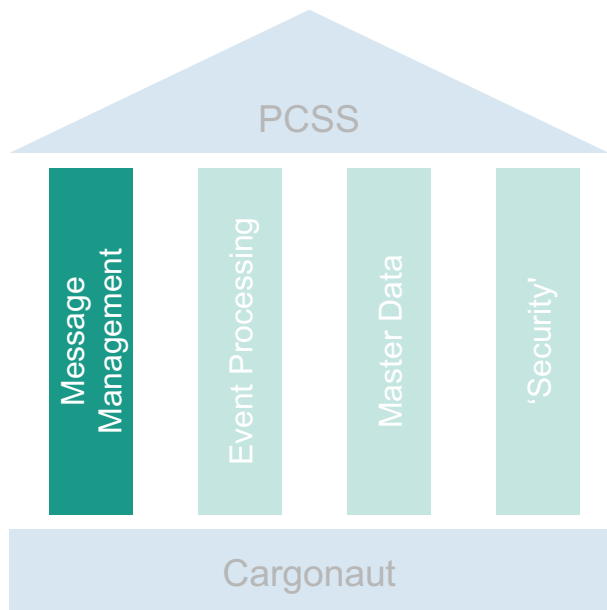 PCSS
Message
Management
Event Processing
Master Data
‘Security'
Cargonaut